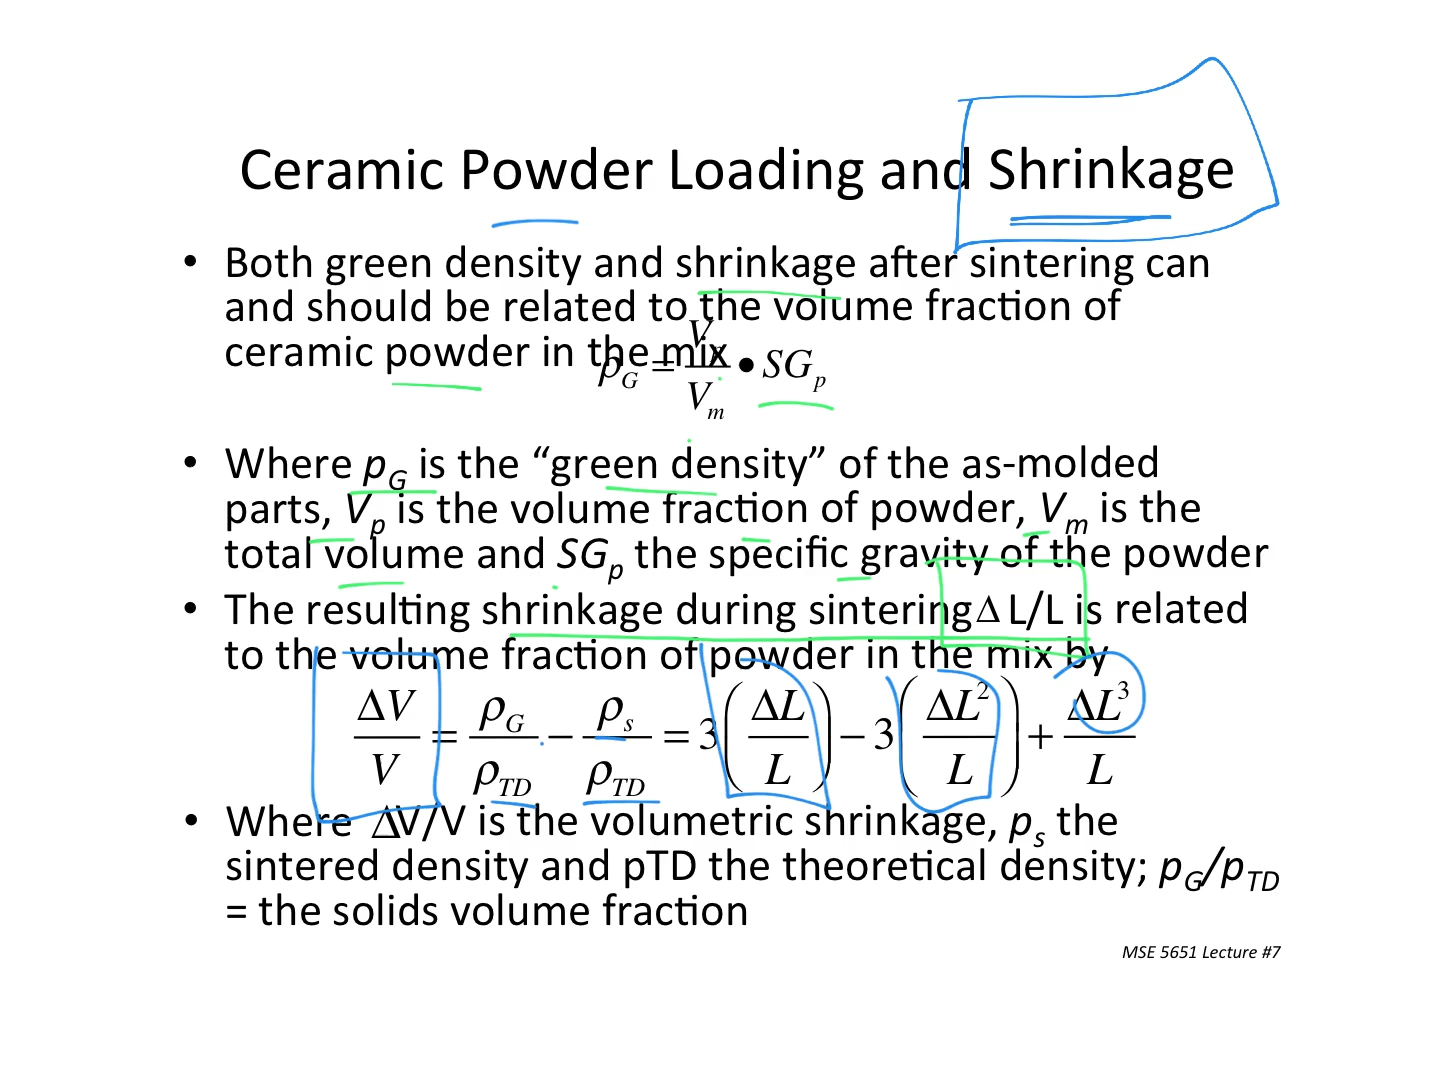 Ceramic Powder Loading and Shrinkage
• Both green density and shrinkage after sintering can
and should be related to the volume fraction of
ceramic powder in the mix
ρG = V/Vm • SGp
• Where pG is the “green density” of the as-molded
parts, Vp is the volume fraction of powder, Vm is the
total volume and SGp the specific gravity of the powder
• The resulting shrinkage during sintering Δ L/L is related
to the volume fraction of powder in the mix by
ΔV/V = ρG/ρTD − ρs/ρTD = 3(ΔL/L) − 3(ΔL²/L) + ΔL³/L
• Where ΔV/V is the volumetric shrinkage, ps the
sintered density and pTD the theoretical density; pG/pTD
= the solids volume fraction
MSE 5651 Lecture #7